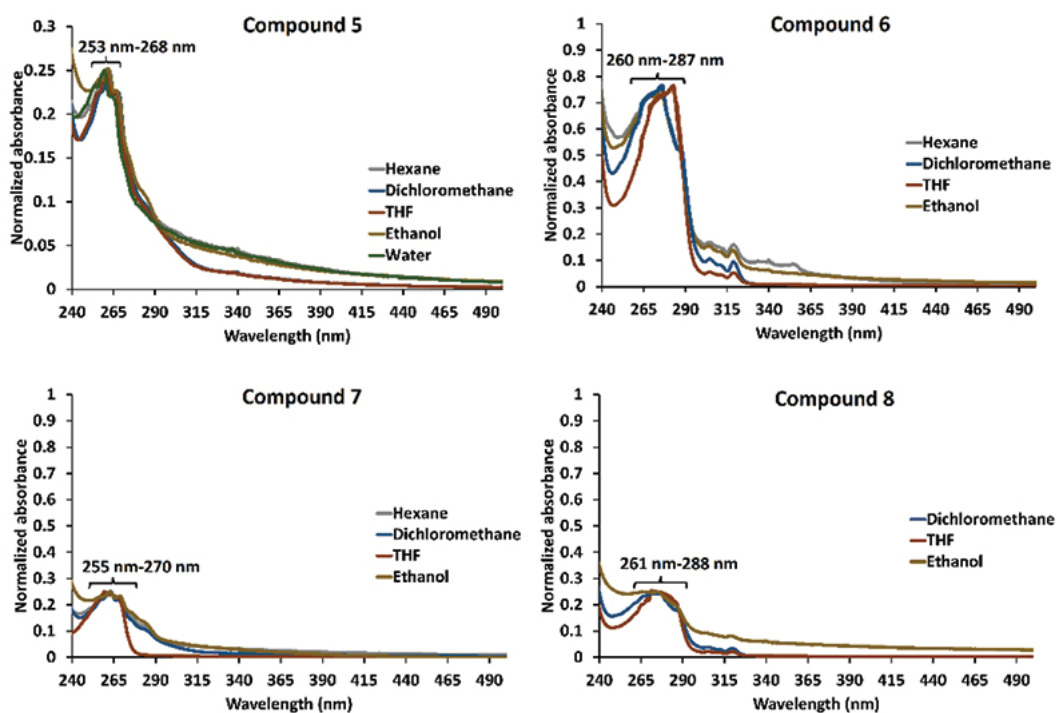 Compound 5
0.3
0.25
0.2
0.15
0.1
0.05
0
Normalized absorbance
253 nm-268 nm
Hexane
Dichloromethane
THF
Ethanol
Water
240 265 290 315 340 365 390 415 440 465 490
Wavelength (nm)
Compound 6
1
0.9
0.8
0.7
0.6
0.5
0.4
0.3
0.2
0.1
0
Normalized absorbance
260 nm-287 nm
Hexane
Dichloromethane
THF
Ethanol
240 265 290 315 340 365 390 415 440 465 490
Wavelength (nm)
Compound 7
1
0.9
0.8
0.7
0.6
0.5
0.4
0.3
0.2
0.1
0
Normalized absorbance
255 nm-270 nm
Hexane
Dichloromethane
THF
Ethanol
240 265 290 315 340 365 390 415 440 465 490
Wavelength (nm)
Compound 8
1
0.9
0.8
0.7
0.6
0.5
0.4
0.3
0.2
0.1
0
Normalized absorbance
261 nm-288 nm
Dichloromethane
THF
Ethanol
240 265 290 315 340 365 390 415 440 465 490
Wavelength (nm)